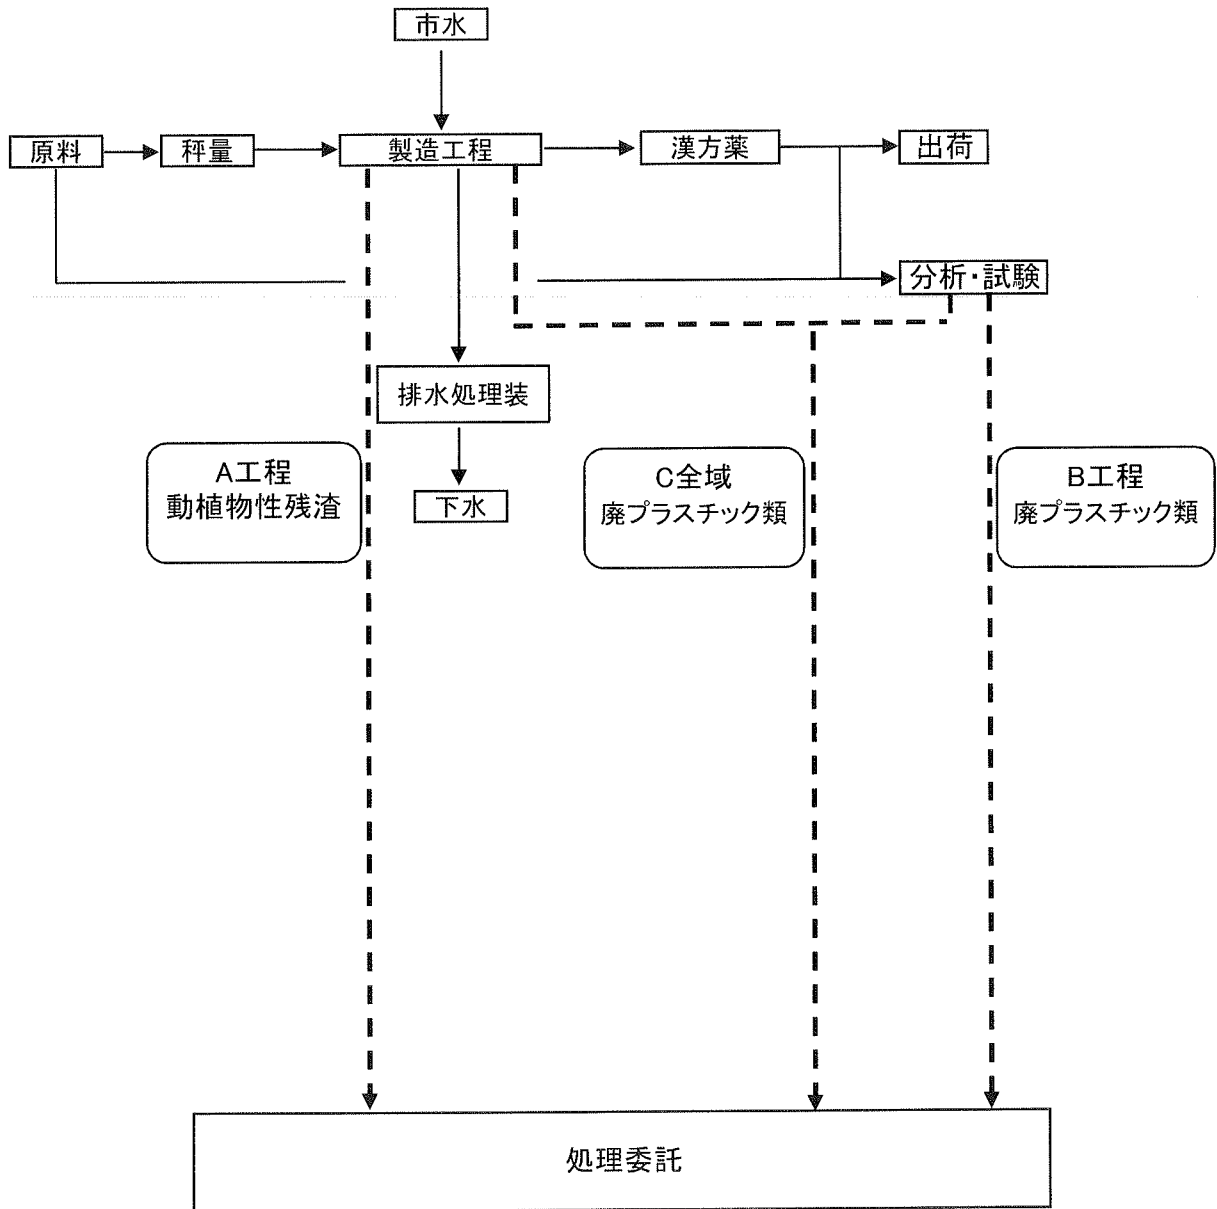 市水
原料
秤量
製造工程
漢方薬
出荷
分析・試験
排水処理装
A工程
動植物性残渣
下水
C全域
廃プラスチック類
B工程
廃プラスチック類
処理委託